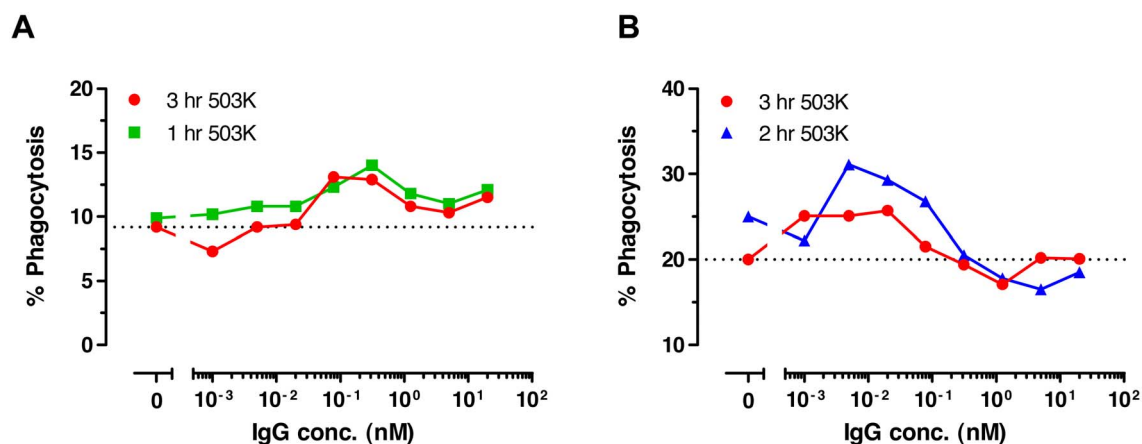 A
% Phagocytosis
20
15
10
5
0
3 hr 503K
1 hr 503K
0 10⁻³ 10⁻² 10⁻¹ 10⁰ 10¹ 10²
IgG conc. (nM)
B
% Phagocytosis
40
30
20
10
3 hr 503K
2 hr 503K
0 10⁻³ 10⁻² 10⁻¹ 10⁰ 10¹ 10²
IgG conc. (nM)